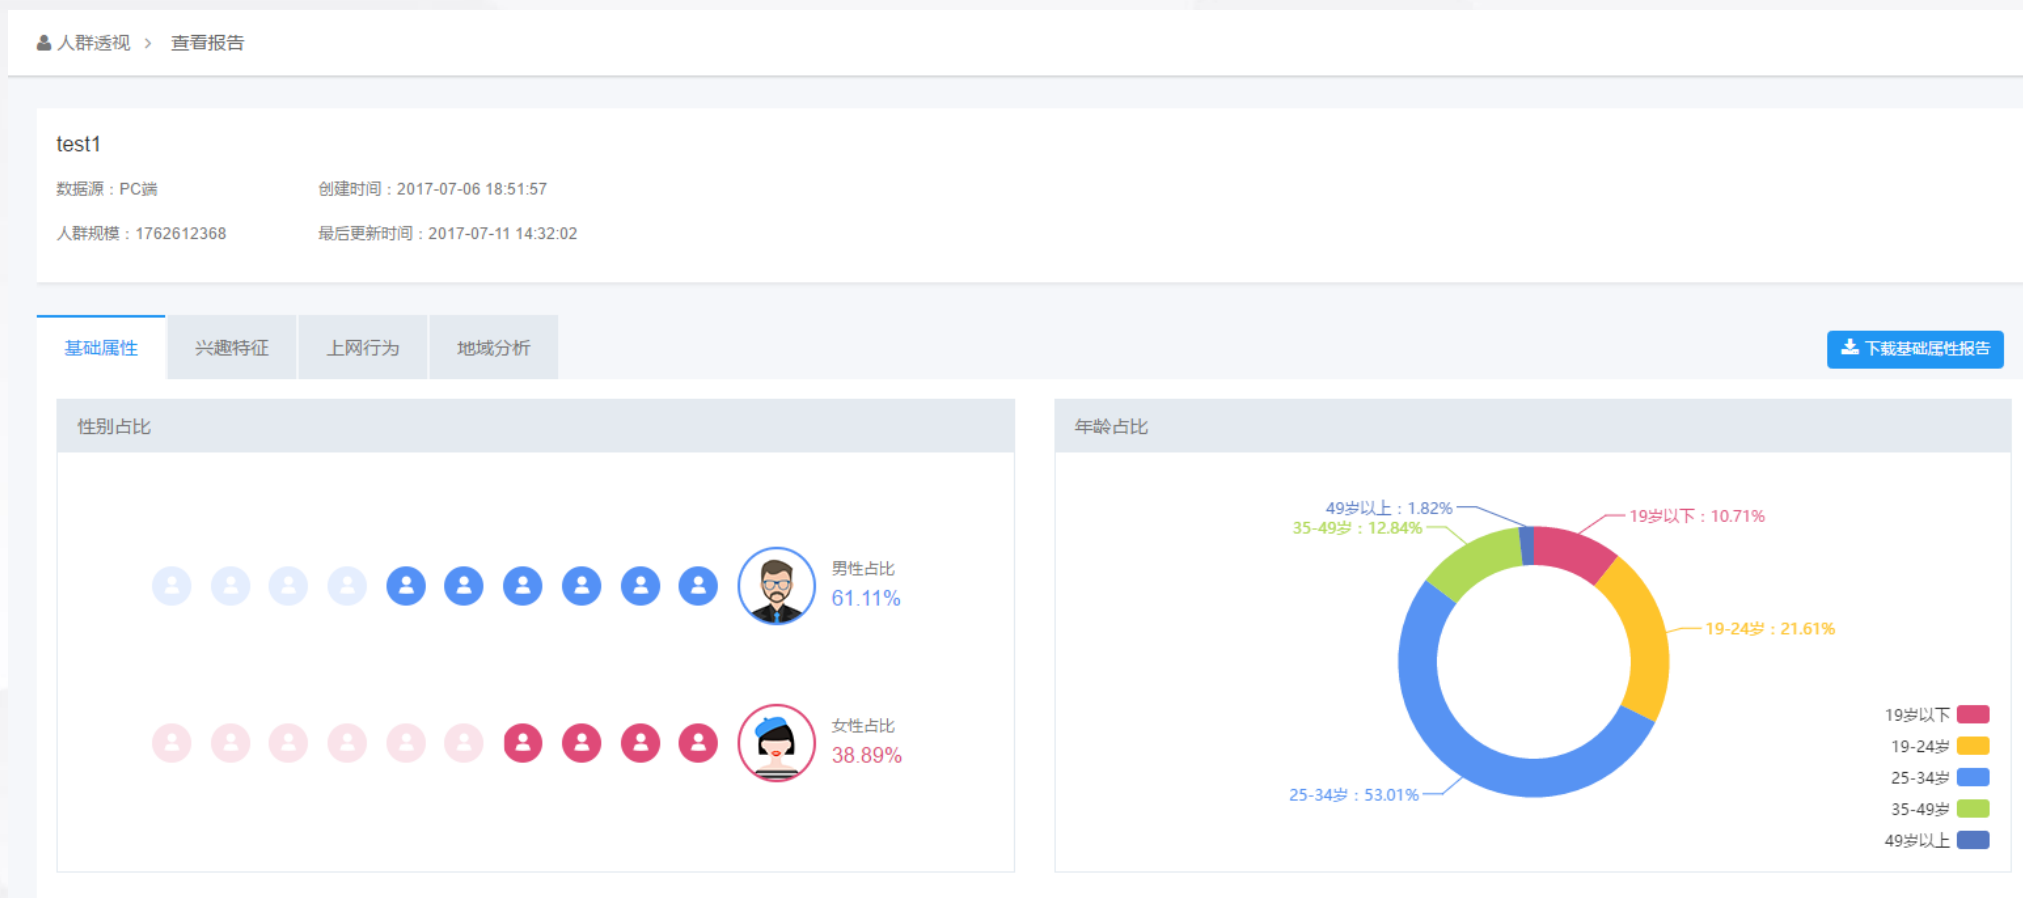 人群透视 > 查看报告
test1
数据源：PC端
创建时间：2017-07-06 18:51:57
人群规模：1762612368
最后更新时间：2017-07-11 14:32:02
基础属性
兴趣特征
上网行为
地域分析
下载基础属性报告
性别占比
男性占比
61.11%
女性占比
38.89%
年龄占比
49岁以上：1.82%
35-49岁：12.84%
19岁以下：10.71%
19-24岁：21.61%
25-34岁：53.01%
19岁以下
19-24岁
25-34岁
35-49岁
49岁以上